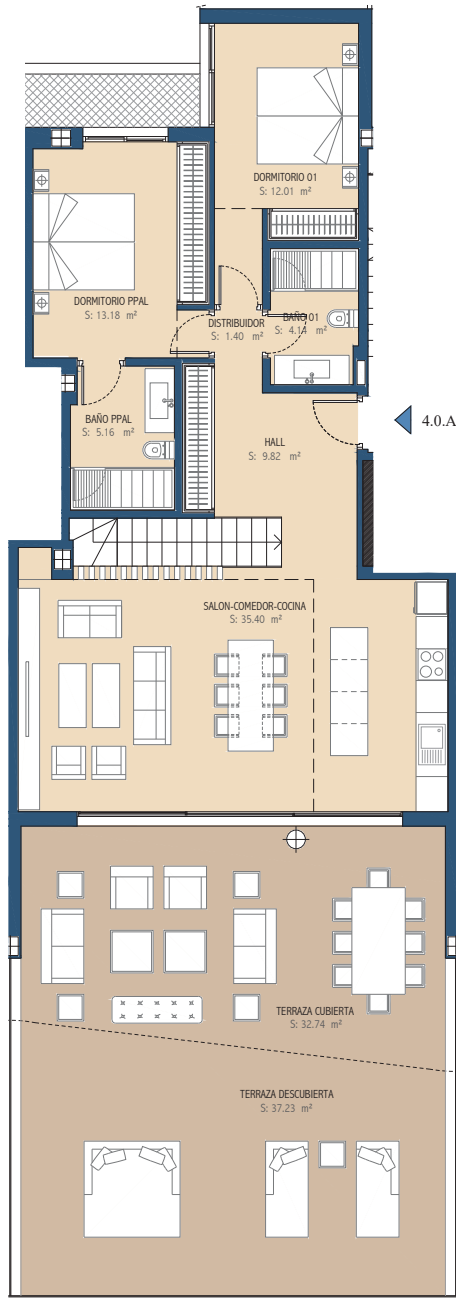 DORMITORIO 01
S: 12.01 m²
DORMITORIO PPAL
S: 13.18 m²
DISTRIBUIDOR
S: 1.40 m²
BAÑO 01
S: 4.14 m²
BAÑO PPAL
S: 5.16 m²
HALL
S: 9.82 m²
4.0.A
SALON-COMEDOR-COCINA
S: 35.40 m²
TERRAZA CUBIERTA
S: 32.74 m²
TERRAZA DESCUBIERTA
S: 37.23 m²